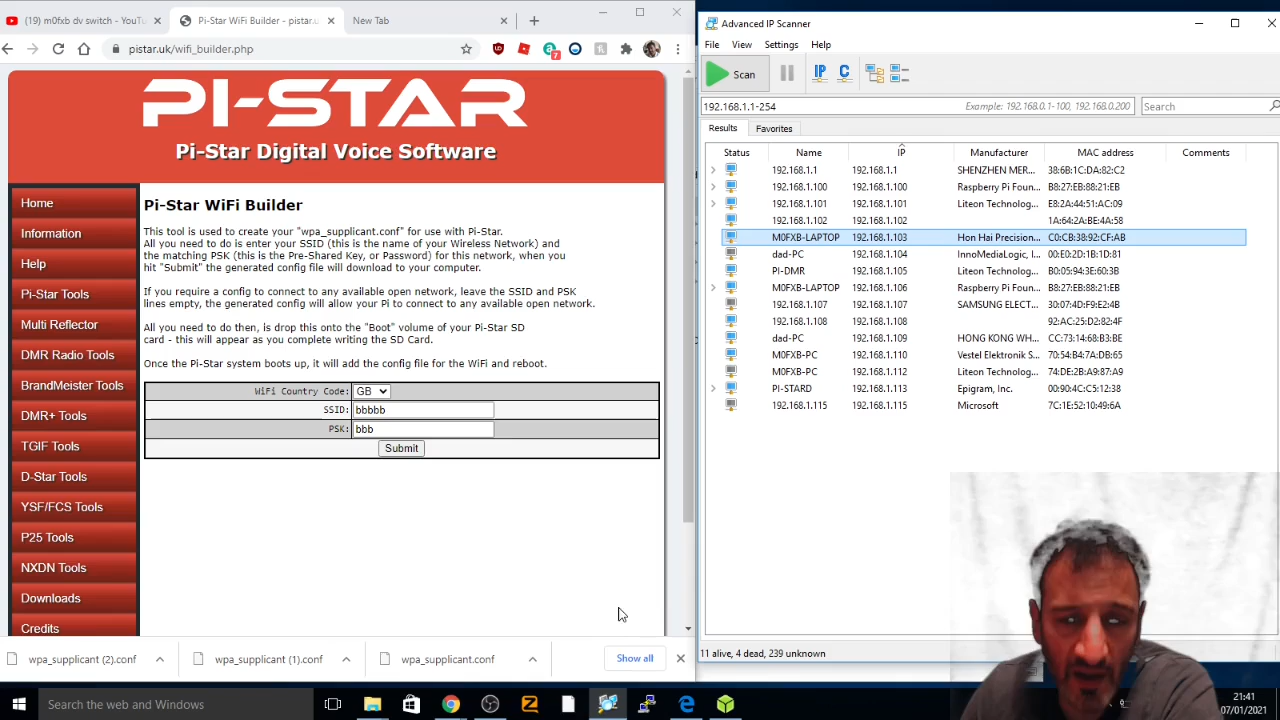 (19) m0fxb dv switch - YouTu
Pi-Star WiFi Builder - pistar.u
New Tab
pistar.uk/wifi_builder.php
7
PI-STAR
Pi-Star Digital Voice Software
Home
Information
Help
Pi-Star Tools
Multi Reflector
DMR Radio Tools
BrandMeister Tools
DMR+ Tools
TGIF Tools
D-Star Tools
YSF/FCS Tools
P25 Tools
NXDN Tools
Downloads
Credits
Pi-Star WiFi Builder
This tool is used to create your "wpa_supplicant.conf" for use with Pi-Star.
All you need to do is enter your SSID (this is the name of your Wireless Network) and
the matching PSK (this is the Pre-Shared Key, or Password) for this network, when you
hit "Submit" the generated config file will download to your computer.
If you require a config to connect to any available open network, leave the SSID and PSK
lines empty, the generated config will allow your Pi to connect to any available open network.
All you need to do then, is drop this onto the "Boot" volume of your Pi-Star SD
card - this will appear as you complete writing the SD Card.
Once the Pi-Star system boots up, it will add the config file for the WiFi and reboot.
WiFi Country Code: GB
SSID: bbbbb
PSK: bbb
Submit
wpa_supplicant (2).conf
wpa_supplicant (1).conf
wpa_supplicant.conf
Show all
Advanced IP Scanner
File View Settings Help
Scan IP C
192.168.1.1-254 Example: 192.168.0.1-100, 192.168.0.200 Search
Results Favorites
Status Name IP Manufacturer MAC address Comments
192.168.1.1 192.168.1.1 SHENZHEN MER... 38:6B:1C:DA:82:C2
192.168.1.100 192.168.1.100 Raspberry Pi Foun... B8:27:EB:88:21:EB
192.168.1.101 192.168.1.101 Liteon Technolog... E8:2A:44:51:AC:09
192.168.1.102 192.168.1.102 1A:64:2A:BE:4A:58
M0FXB-LAPTOP 192.168.1.103 Hon Hai Precision... C0:CB:38:92:CF:AB
dad-PC 192.168.1.104 InnoMediaLogic, I... 00:E0:2D:1B:1D:81
PI-DMR 192.168.1.105 Liteon Technolog... B0:05:94:3E:60:3B
M0FXB-LAPTOP 192.168.1.106 Raspberry Pi Foun... B8:27:EB:88:21:EB
192.168.1.107 192.168.1.107 SAMSUNG ELECT... 30:07:4D:F9:E2:4B
192.168.1.108 192.168.1.108 92:AC:25:D2:82:4F
dad-PC 192.168.1.109 HONG KONG WH... CC:73:14:68:B3:BE
M0FXB-PC 192.168.1.110 Vestel Elektronik S... 70:54:B4:7A:DB:65
M0FXB-PC 192.168.1.112 Liteon Technolog... 74:DE:2B:A9:87:A9
PI-STARD 192.168.1.113 Epigram, Inc. 00:90:4C:C5:12:38
192.168.1.115 192.168.1.115 Microsoft 7C:1E:52:10:49:6A
11 alive, 4 dead, 239 unknown
Search the web and Windows
21:41
07/01/2021